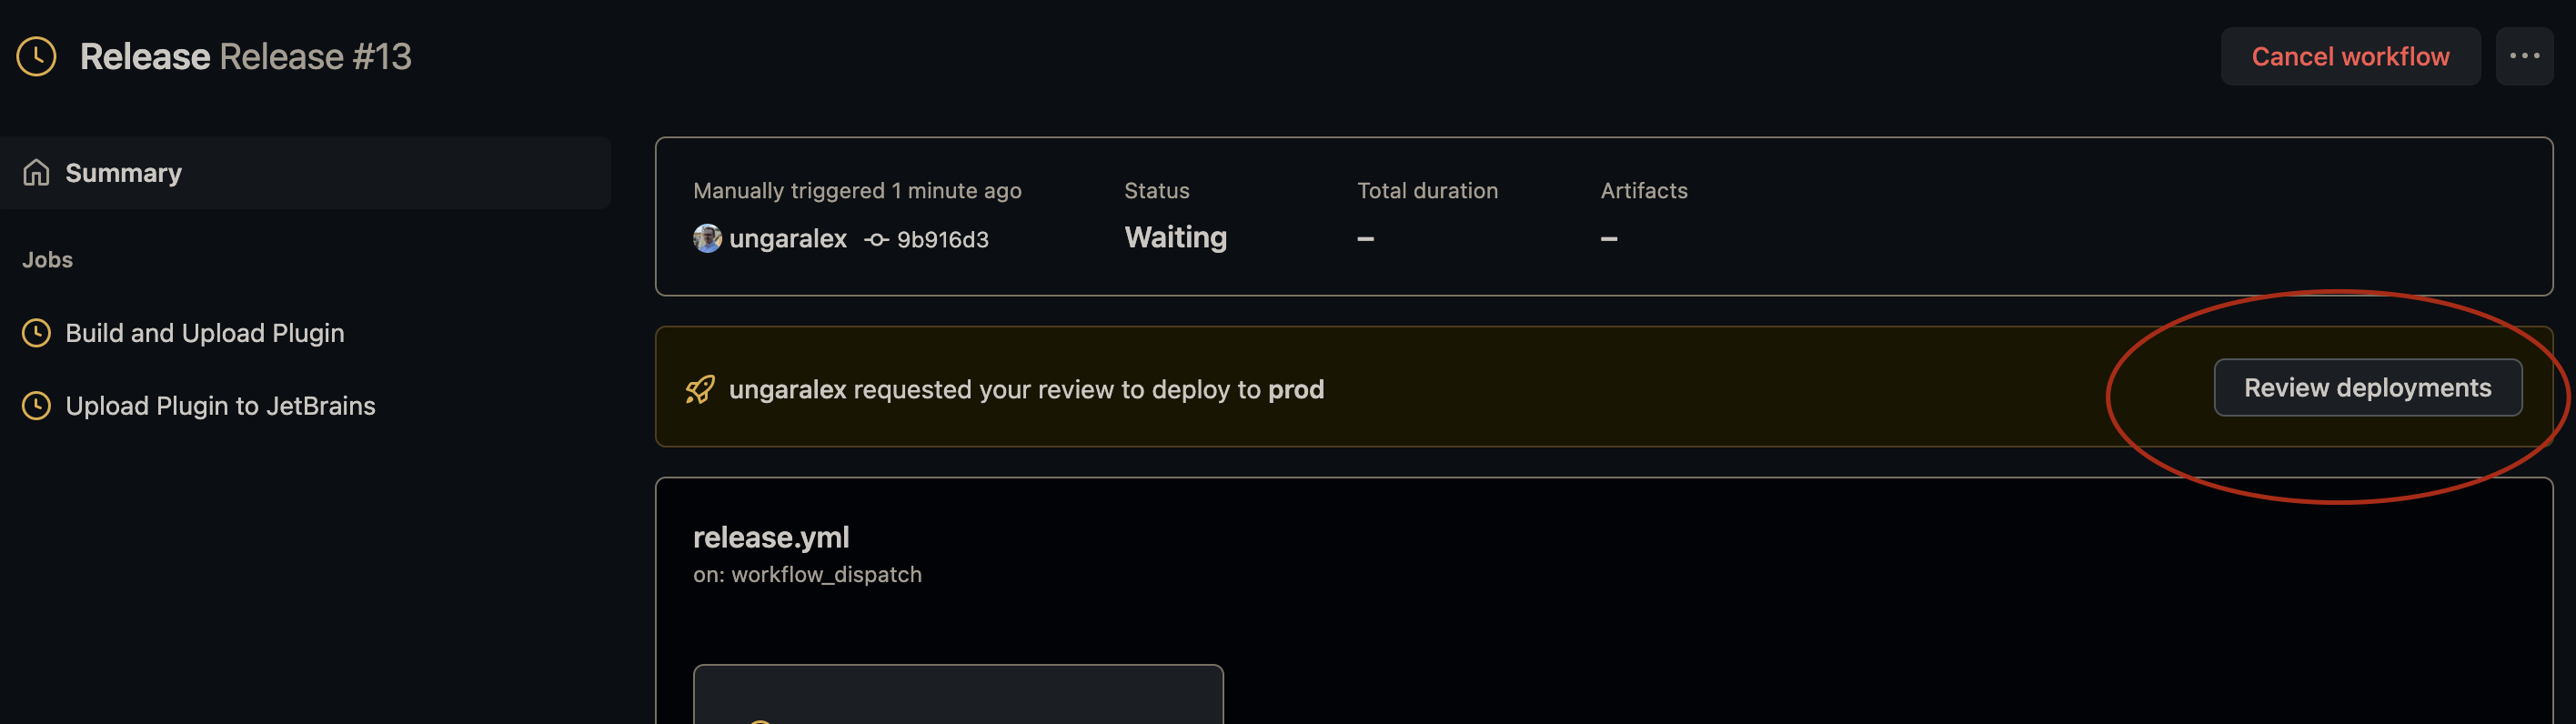 Release Release #13
Cancel workflow
Summary
Jobs
Build and Upload Plugin
Upload Plugin to JetBrains
Manually triggered 1 minute ago
ungaralex 9b916d3
Status
Waiting
Total duration
–
Artifacts
–
ungaralex requested your review to deploy to prod
Review deployments
release.yml
on: workflow_dispatch